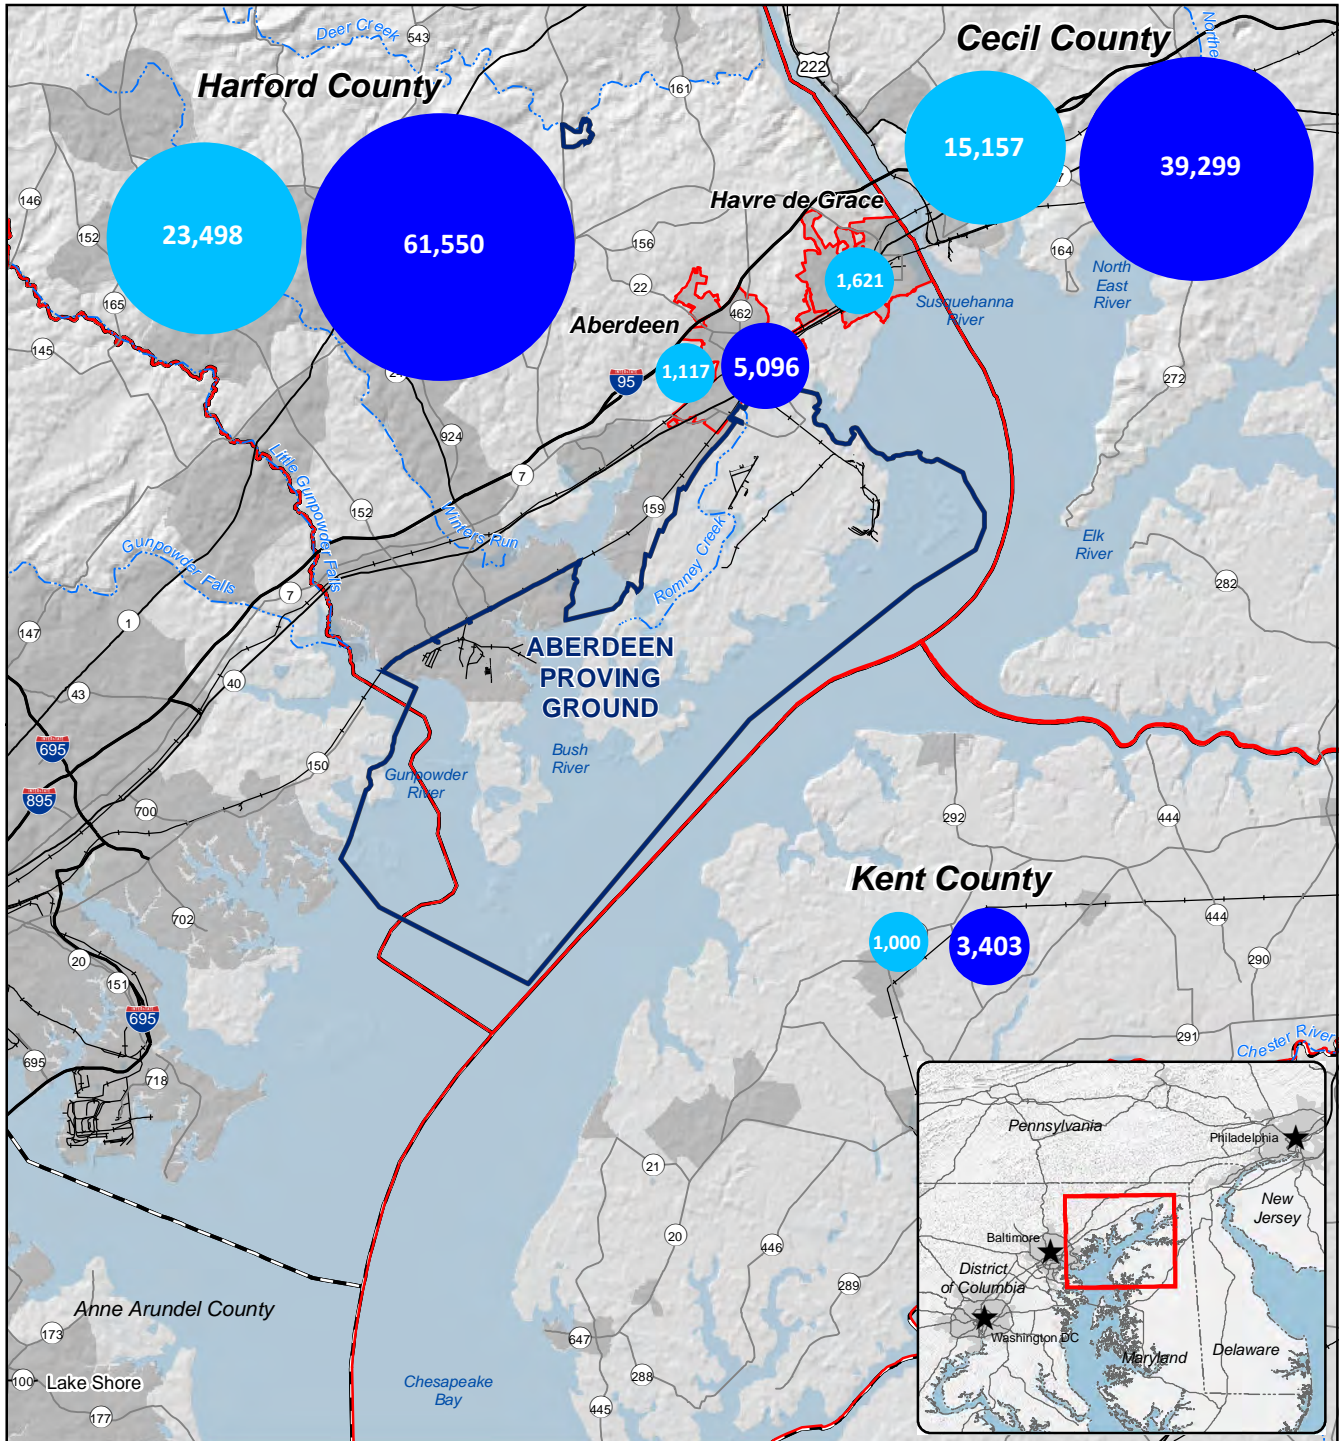 Deer Creek
543
Cecil County
Northe
222
Harford County
161
15,157
39,299
7
146
23,498
61,550
Havre de Grace
152
156
164
North
East
River
165
22
1,621
Susquehanna
River
462
Aberdeen
145
1,117
5,096
95
272
24
924
Little Gunpowder Falls
7
152
159
Winters Run
Gunpowder Falls
Elk
River
Romney Creek
282
7
1
147
ABERDEEN
PROVING
GROUND
40
43
695
Bush
River
150
Gunpowder
River
895
700
292
444
Kent County
702
444
1,000
3,403
20
290
151
695
291
Chester River
695
718
Pennsylvania
Philadelphia
21
New
Jersey
20
446
Baltimore
District
of Columbia
289
Anne Arundel County
173
647
Washington DC
Maryland
Delaware
288
100
Lake Shore
Chesapeake
Bay
177
445